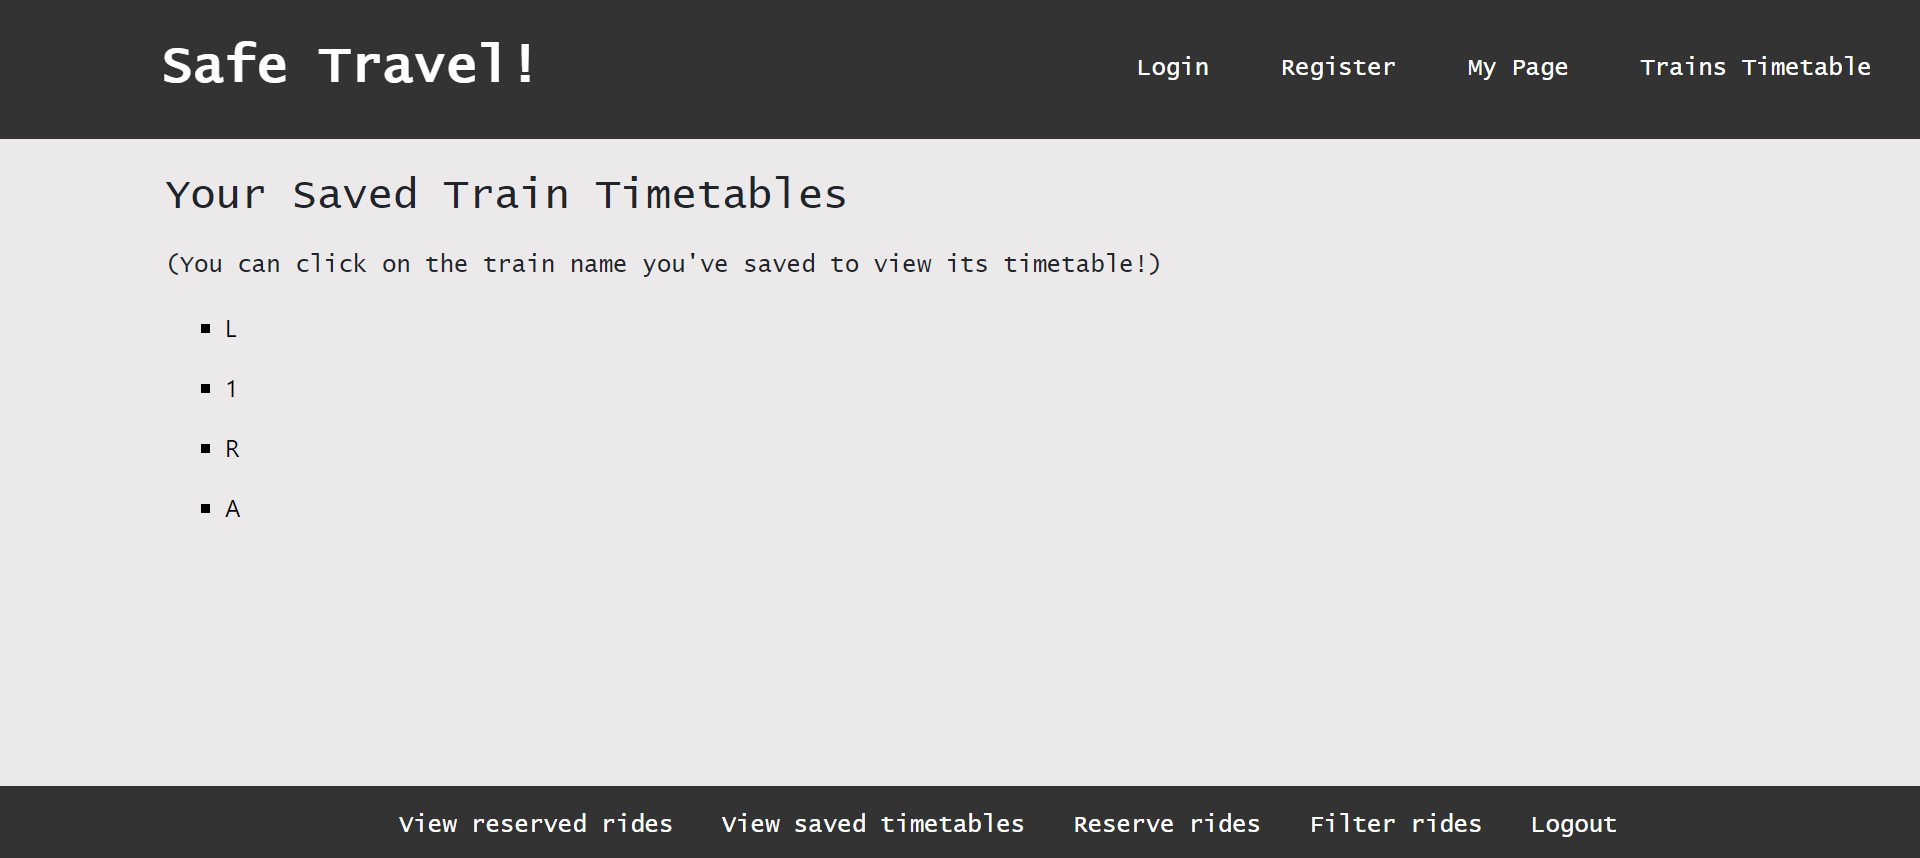 Safe Travel!
Login Register My Page Trains Timetable
Your Saved Train Timetables
(You can click on the train name you've saved to view its timetable!)
L
1
R
A
View reserved rides View saved timetables Reserve rides Filter rides Logout